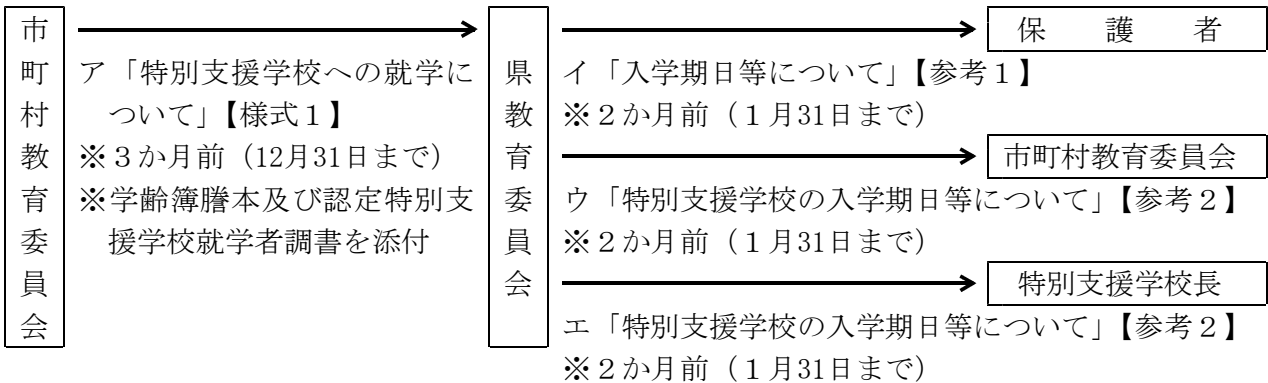 市町村教育委員会
ア「特別支援学校への就学に
ついて」【様式１】
※３か月前（12月31日まで）
※学齢簿謄本及び認定特別支
援学校就学者調書を添付
県教育委員会
保護者
イ「入学期日等について」【参考１】
※２か月前（１月31日まで）
市町村教育委員会
ウ「特別支援学校の入学期日等について」【参考２】
※２か月前（１月31日まで）
特別支援学校長
エ「特別支援学校の入学期日等について」【参考２】
※２か月前（１月31日まで）